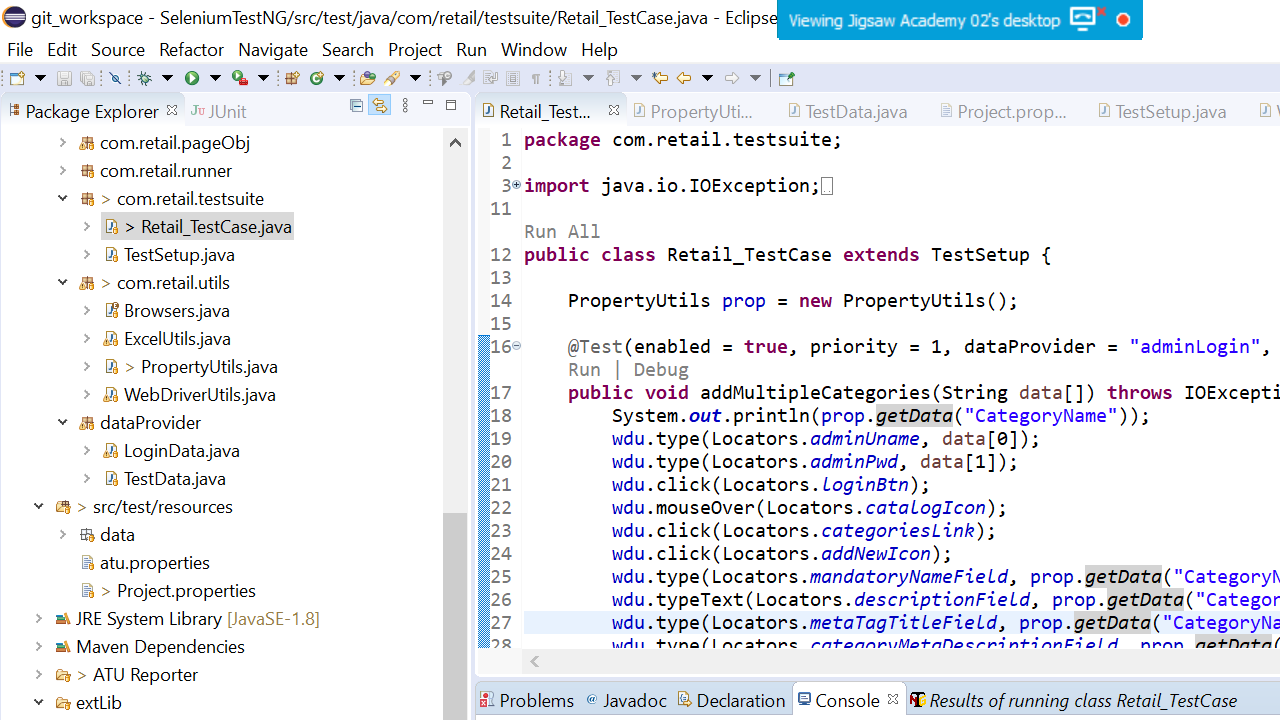 git_workspace - SeleniumTestNG/src/test/java/com/retail/testsuite/Retail_TestCase.java - Eclipse
Viewing Jigsaw Academy 02's desktop
File Edit Source Refactor Navigate Search Project Run Window Help
Package Explorer JUnit
com.retail.pageObj
com.retail.runner
> com.retail.testsuite
> Retail_TestCase.java
TestSetup.java
> com.retail.utils
Browsers.java
ExcelUtils.java
> PropertyUtils.java
WebDriverUtils.java
dataProvider
LoginData.java
TestData.java
> src/test/resources
data
atu.properties
> Project.properties
JRE System Library [JavaSE-1.8]
Maven Dependencies
> ATU Reporter
extLib
Retail_Test... PropertyUti... TestData.java Project.prop... TestSetup.java
1 package com.retail.testsuite;
2
3 import java.io.IOException;
11
Run All
12 public class Retail_TestCase extends TestSetup {
13
14 PropertyUtils prop = new PropertyUtils();
15
16 @Test(enabled = true, priority = 1, dataProvider = "adminLogin",
Run | Debug
17 public void addMultipleCategories(String data[]) throws IOExcepti
18 System.out.println(prop.getData("CategoryName"));
19 wdu.type(Locators.adminUname, data[0]);
20 wdu.type(Locators.adminPwd, data[1]);
21 wdu.click(Locators.loginBtn);
22 wdu.mouseOver(Locators.catalogIcon);
23 wdu.click(Locators.categoriesLink);
24 wdu.click(Locators.addNewIcon);
25 wdu.type(Locators.mandatoryNameField, prop.getData("CategoryN
26 wdu.typeText(Locators.descriptionField, prop.getData("Categor
27 wdu.type(Locators.metaTagTitleField, prop.getData("CategoryNa
28 wdu.type(Locators.categoryMetaDescriptionField, prop.getData(
Problems Javadoc Declaration Console Results of running class Retail_TestCase